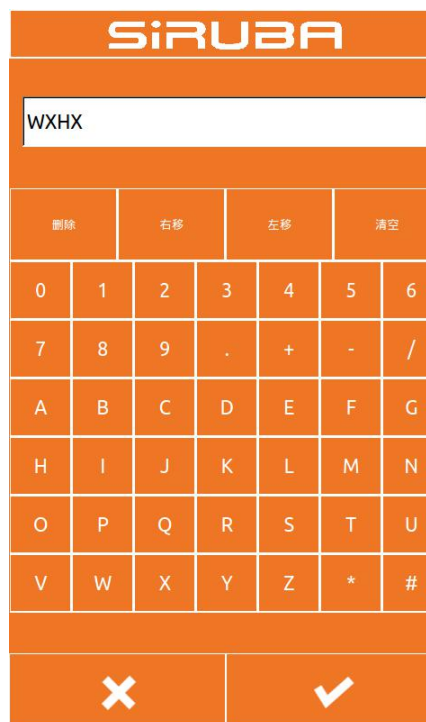 SiRUBA
WXHX
删除 右移 左移 清空
0 1 2 3 4 5 6
7 8 9 . + - /
A B C D E F G
H I J K L M N
O P Q R S T U
V W X Y Z * #